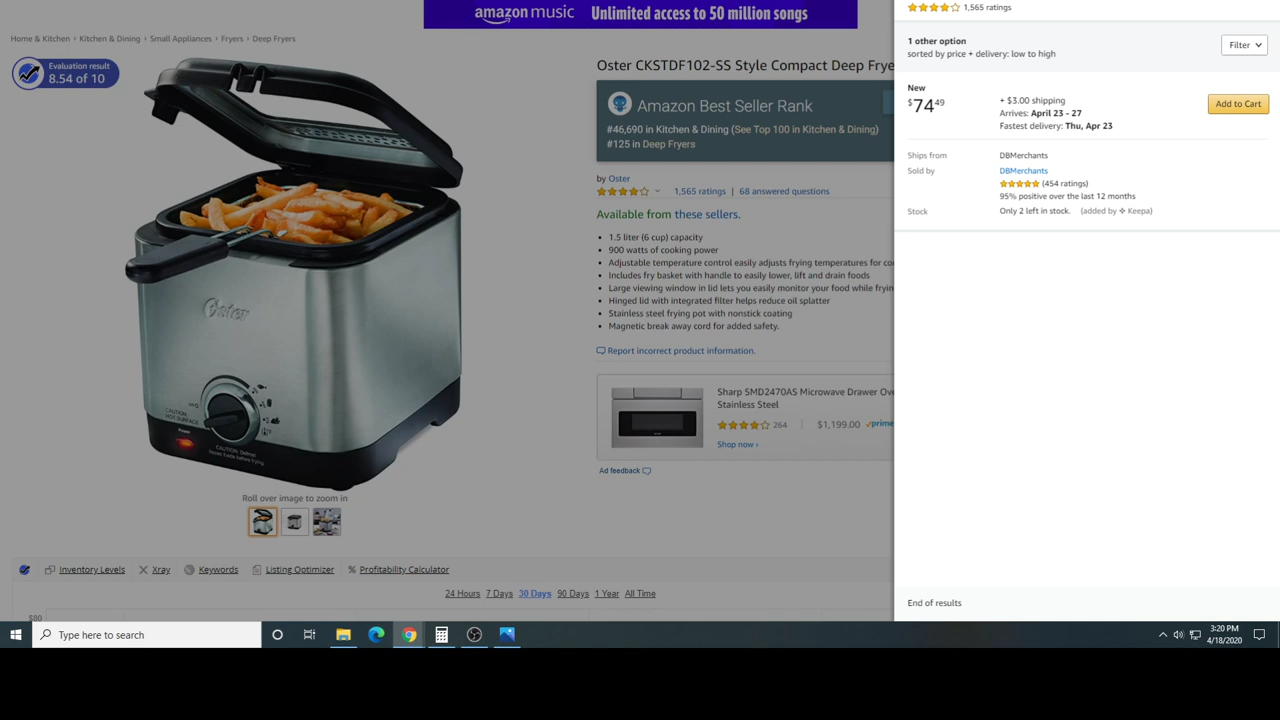 amazon music Unlimited access to 50 million songs
Home & Kitchen › Kitchen & Dining › Small Appliances › Fryers › Deep Fryers
Evaluation result
8.54 of 10
Oster
CAUTION:
HOT SURFACE
Power
CAUTION:
Roll over image to zoom in
Oster CKSTDF102-SS Style Compact Deep Frye
Amazon Best Seller Rank
#46,690 in Kitchen & Dining (See Top 100 in Kitchen & Dining)
#125 in Deep Fryers
by Oster
1,565 ratings | 68 answered questions
Available from these sellers.
• 1.5 liter (6 cup) capacity
• 900 watts of cooking power
• Adjustable temperature control easily adjusts frying temperatures for co
• Includes fry basket with handle to easily lower, lift and drain foods
• Large viewing window in lid lets you easily monitor your food while fryin
• Hinged lid with integrated filter helps reduce oil splatter
• Stainless steel frying pot with nonstick coating
• Magnetic break away cord for added safety.
Report incorrect product information.
Sharp SMD2470AS Microwave Drawer Ove
Stainless Steel
264 | $1,199.00 prime
Shop now ›
Ad feedback
Inventory Levels Xray Keywords Listing Optimizer % Profitability Calculator
24 Hours 7 Days 30 Days 90 Days 1 Year All Time
$80
1,565 ratings
1 other option
sorted by price + delivery: low to high
Filter
New
$74 49
+ $3.00 shipping
Arrives: April 23 - 27
Fastest delivery: Thu, Apr 23
Add to Cart
Ships from DBMerchants
Sold by DBMerchants
(454 ratings)
95% positive over the last 12 months
Stock Only 2 left in stock. (added by Keepa)
End of results
Type here to search
3:20 PM
4/18/2020